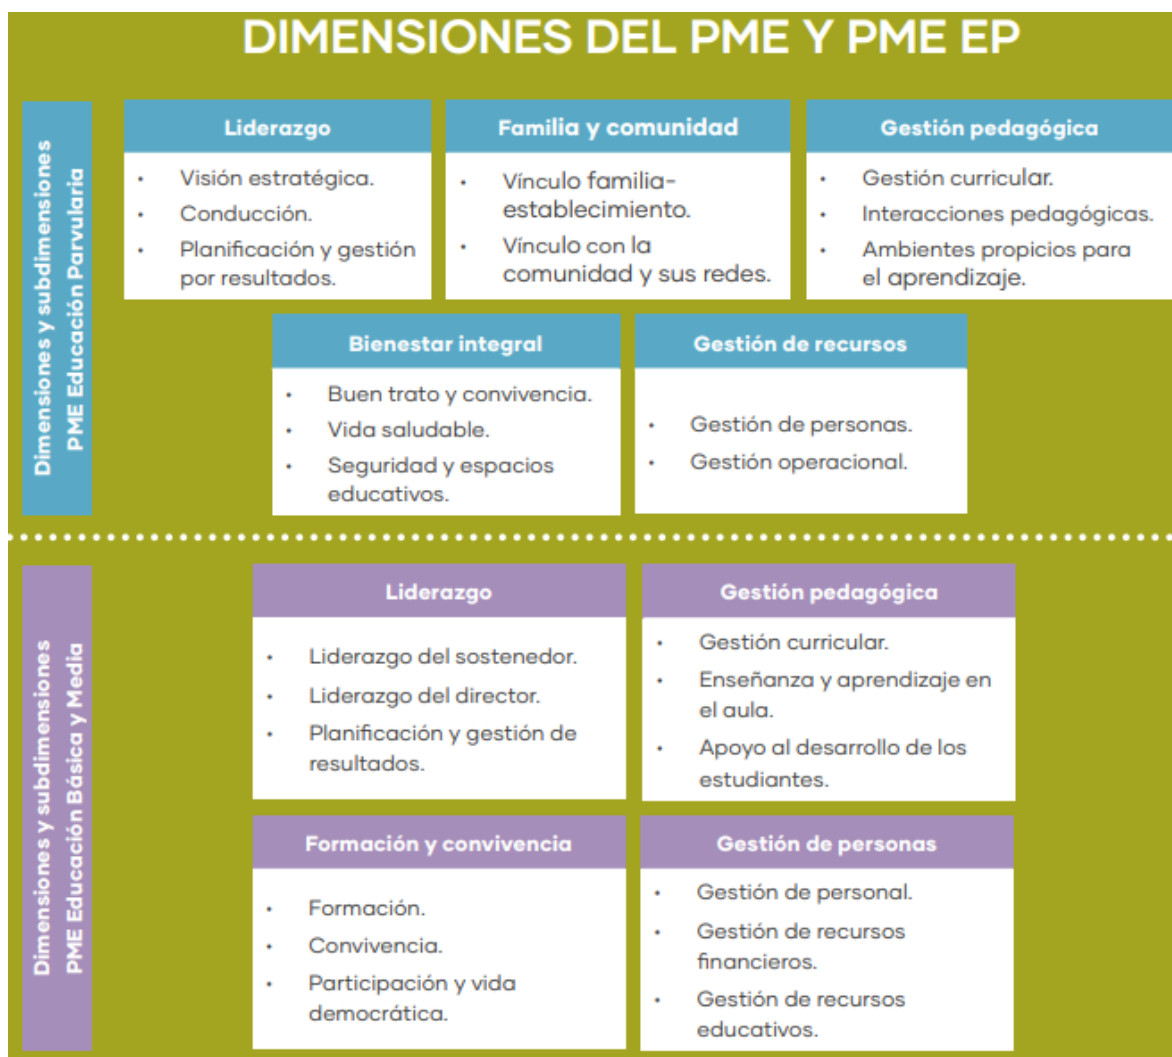 DIMENSIONES DEL PME Y PME EP
Dimensiones y subdimensiones
PME Educación Parvularia
Liderazgo
• Visión estratégica.
• Conducción.
• Planificación y gestión
por resultados.
Familia y comunidad
• Vínculo familia-
establecimiento.
• Vínculo con la
comunidad y sus redes.
Gestión pedagógica
• Gestión curricular.
• Interacciones pedagógicas.
• Ambientes propicios para
el aprendizaje.
Bienestar integral
• Buen trato y convivencia.
• Vida saludable.
• Seguridad y espacios
educativos.
Gestión de recursos
• Gestión de personas.
• Gestión operacional.
Dimensiones y subdimensiones
PME Educación Básica y Media
Liderazgo
• Liderazgo del sostenedor.
• Liderazgo del director.
• Planificación y gestión de
resultados.
Gestión pedagógica
• Gestión curricular.
• Enseñanza y aprendizaje en
el aula.
• Apoyo al desarrollo de los
estudiantes.
Formación y convivencia
• Formación.
• Convivencia.
• Participación y vida
democrática.
Gestión de personas
• Gestión de personal.
• Gestión de recursos
financieros.
• Gestión de recursos
educativos.